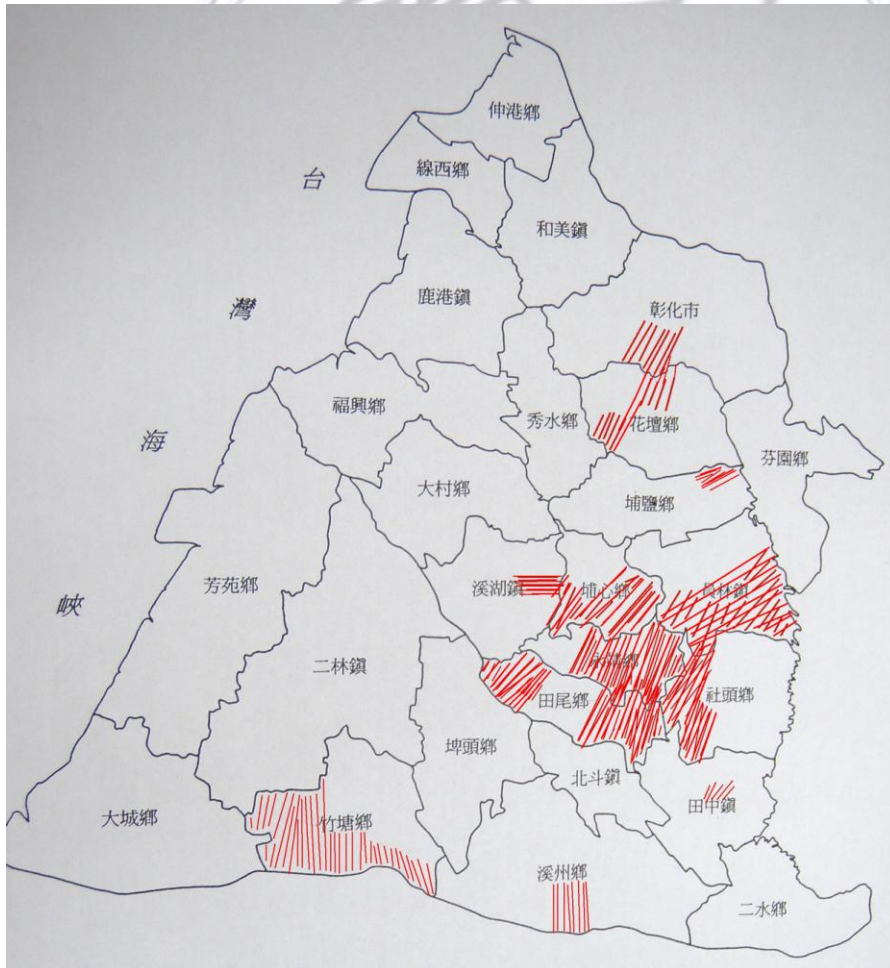 伸港鄉
線西鄉
台
和美鎮
鹿港鎮
灣
彰化市
福興鄉
秀水鄉
花壇鄉
海
芬園鄉
大村鄉
埔鹽鄉
芳苑鄉
溪湖鎮
埔心鄉
員林鎮
峽
二林鎮
永靖鄉
社頭鄉
田尾鄉
埤頭鄉
北斗鎮
田中鎮
大城鄉
竹塘鄉
溪州鄉
二水鄉